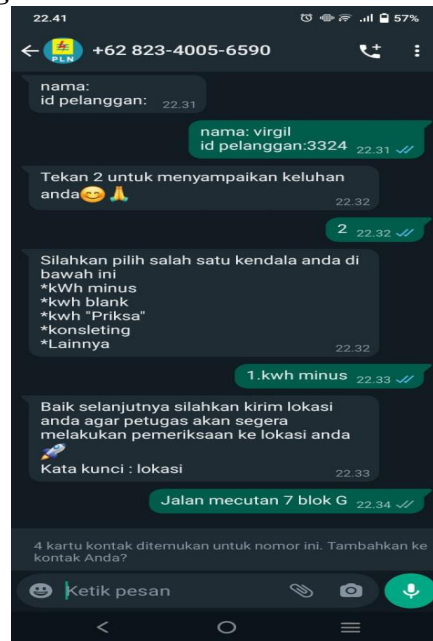 22.41
57%
PLN
+62 823-4005-6590
nama:
id pelanggan: 22.31
nama: virgil
id pelanggan:3324 22.31
Tekan 2 untuk menyampaikan keluhan
anda😊🙏
22.32
2 22.32
Silahkan pilih salah satu kendala anda di
bawah ini
*kWh minus
*kwh blank
*kwh "Priksa"
*konsleting
*Lainnya
22.32
1.kwh minus 22.33
Baik selanjutnya silahkan kirim lokasi
anda agar petugas akan segera
melakukan pemeriksaan ke lokasi anda
🚀
Kata kunci : lokasi 22.33
Jalan mecutan 7 blok G 22.34
4 kartu kontak ditemukan untuk nomor ini. Tambahkan ke
kontak Anda?
Ketik pesan